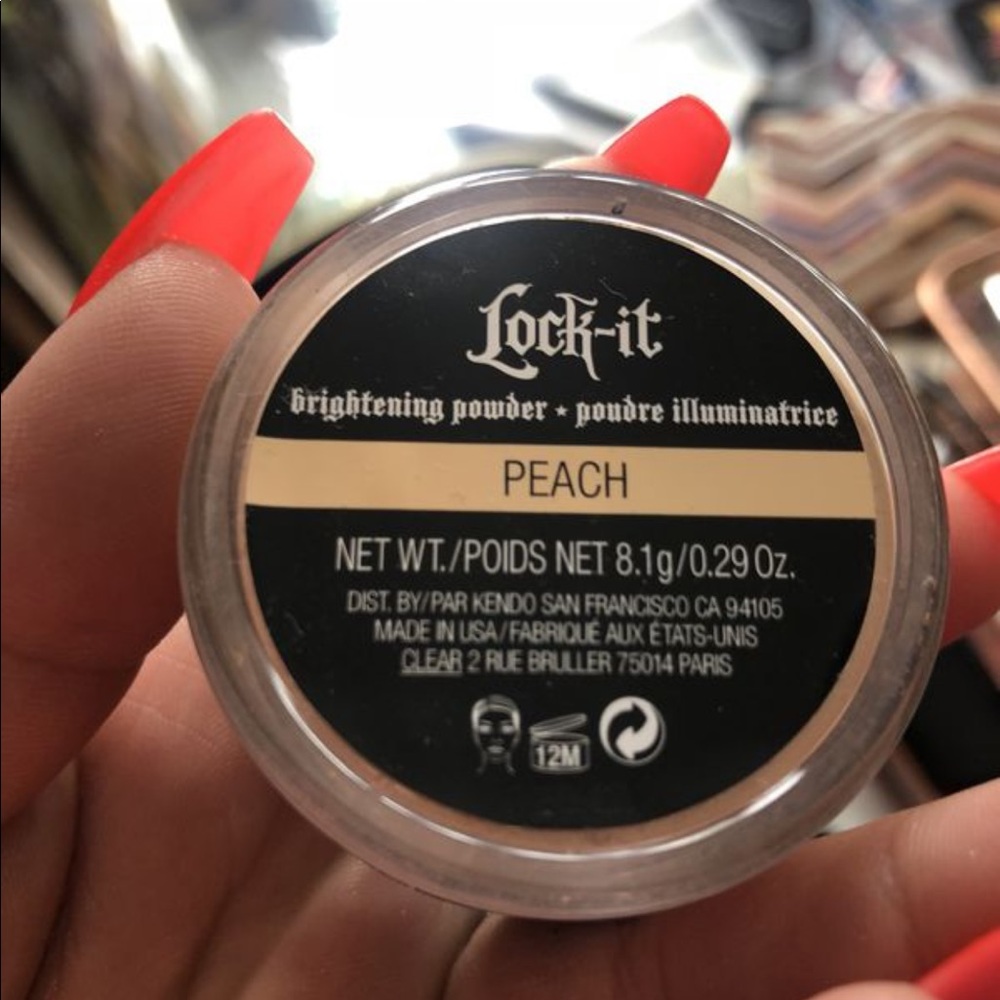 Lock-it
brightening powder ★ poudre illuminatrice
PEACH
NET WT./POIDS NET 8.1g/0.29 Oz.
DIST. BY/PAR KENDO SAN FRANCISCO CA 94105
MADE IN USA/FABRIQUÉ AUX ÉTATS-UNIS
CLEAR 2 RUE BRULLER 75014 PARIS
12M